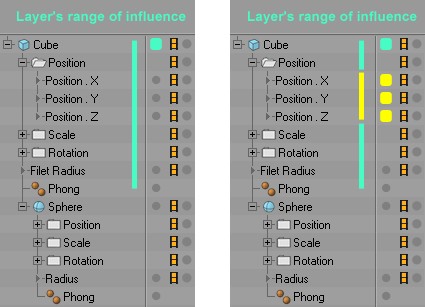 Layer's range of influence
Cube
Position
Position . X
Position . Y
Position . Z
Scale
Rotation
Filet Radius
Phong
Sphere
Position
Scale
Rotation
Radius
Phong
Layer's range of influence
Cube
Position
Position . X
Position . Y
Position . Z
Scale
Rotation
Filet Radius
Phong
Sphere
Position
Scale
Rotation
Radius
Phong